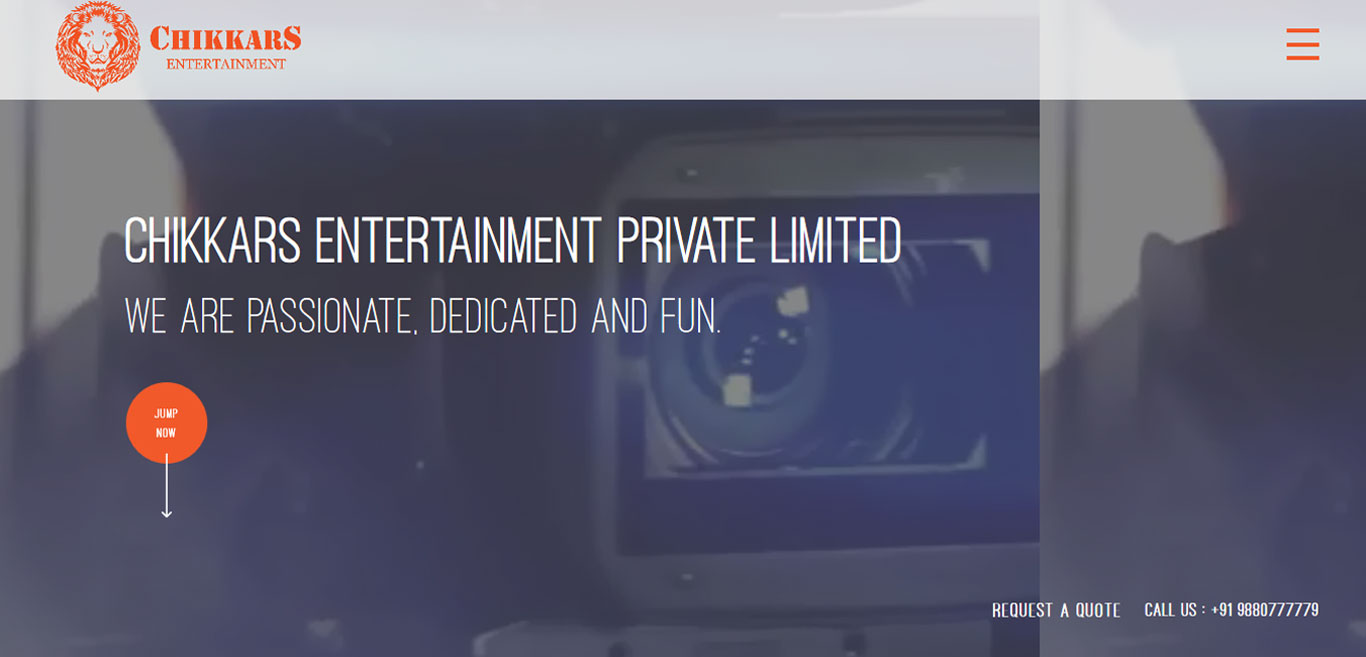 CHIKKARS
ENTERTAINMENT
CHIKKARS ENTERTAINMENT PRIVATE LIMITED
WE ARE PASSIONATE, DEDICATED AND FUN.
JUMP
NOW
REQUEST A QUOTE CALL US : +91 9880777779